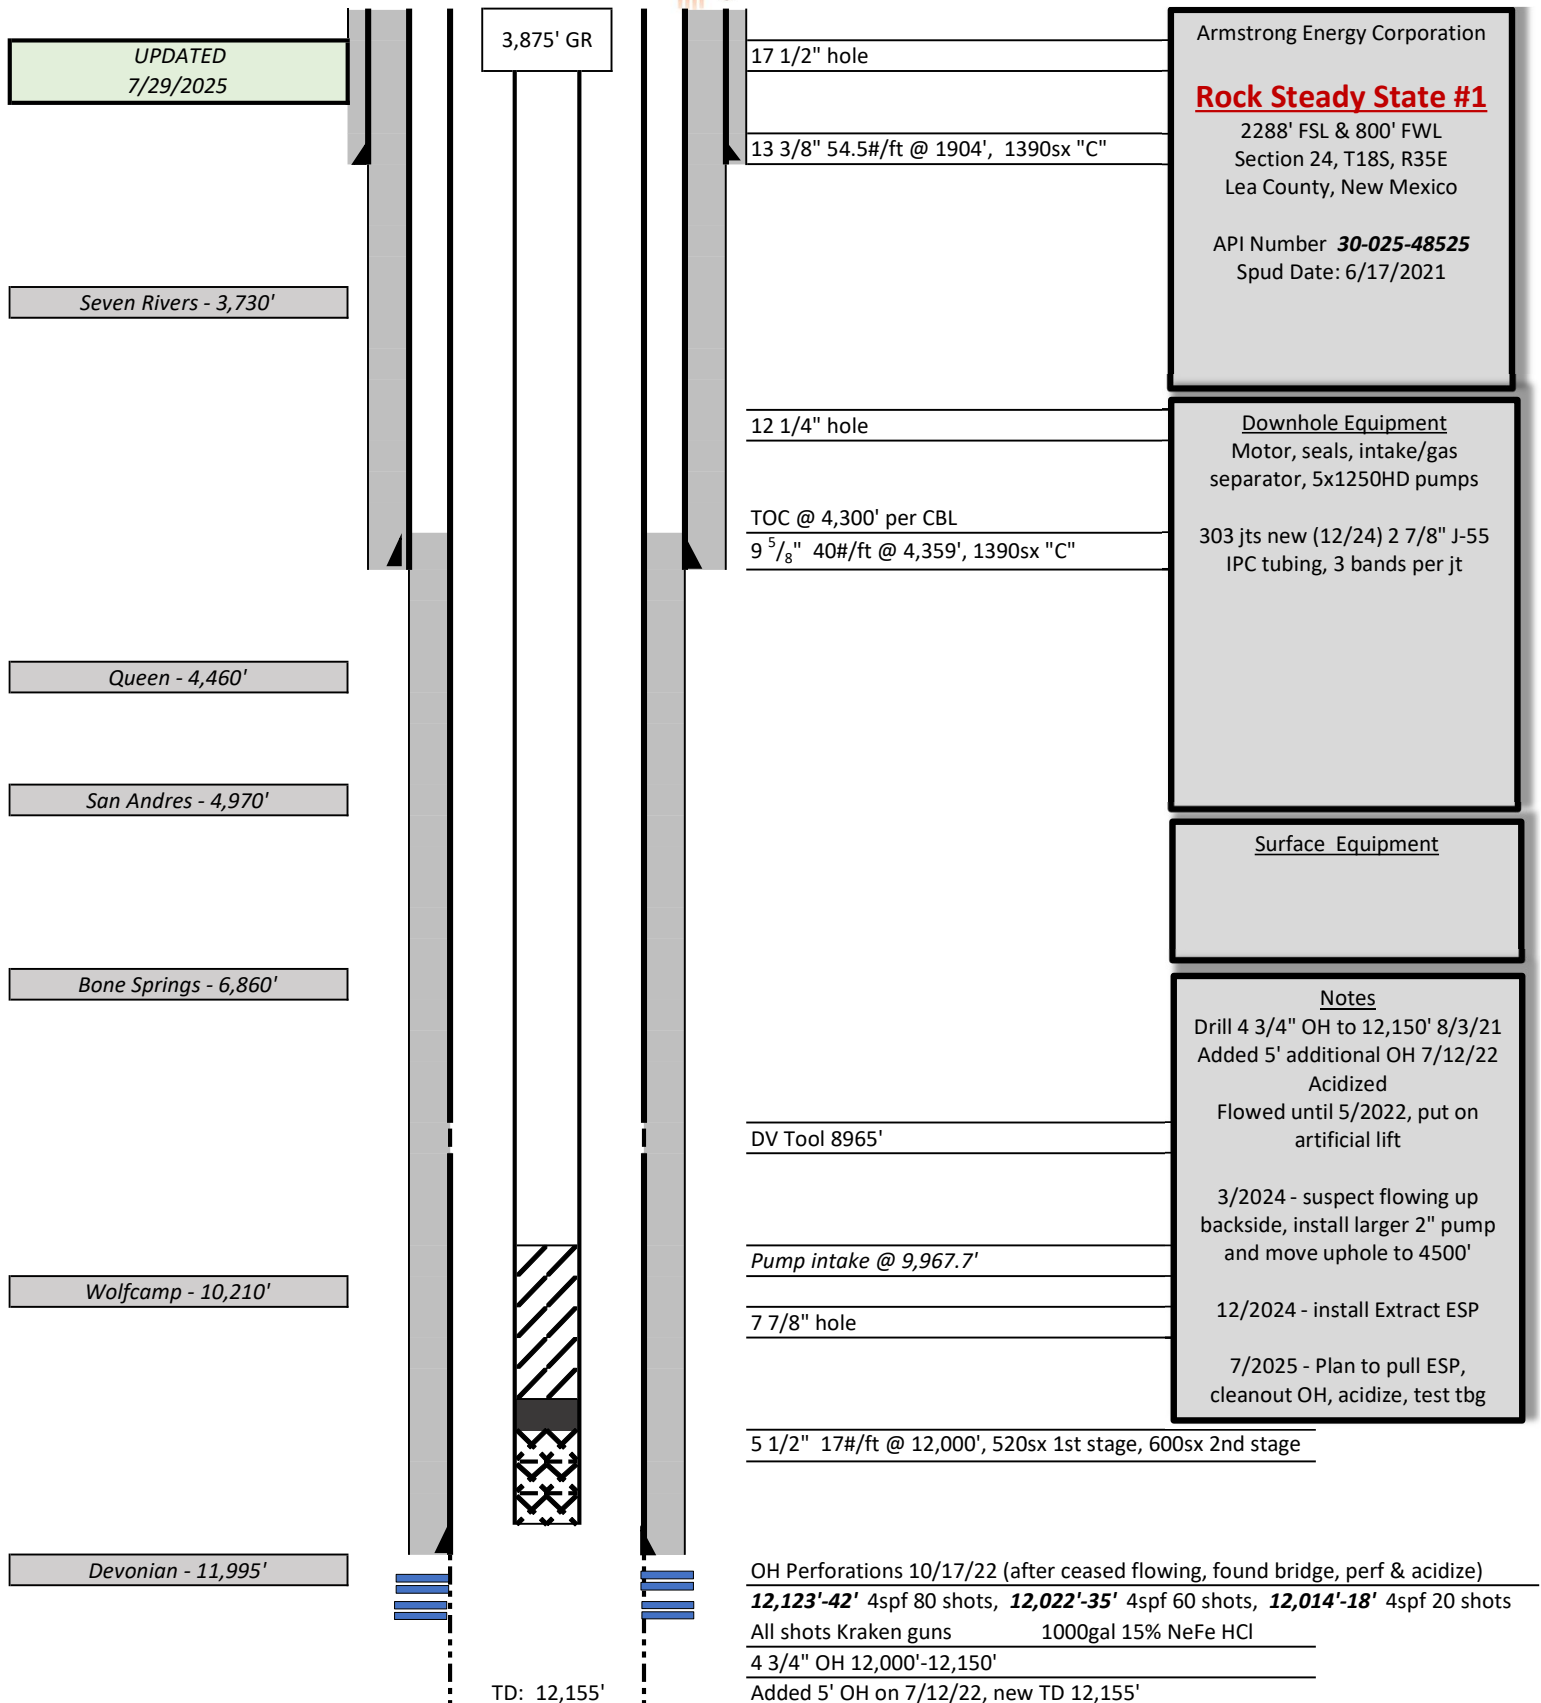 3,875' GR
UPDATED
7/29/2025
Seven Rivers - 3,730'
Queen - 4,460'
San Andres - 4,970'
Bone Springs - 6,860'
Wolfcamp - 10,210'
Devonian - 11,995'
17 1/2" hole
13 3/8" 54.5#/ft @ 1904', 1390sx "C"
12 1/4" hole
TOC @ 4,300' per CBL
9 5/8" 40#/ft @ 4,359', 1390sx "C"
DV Tool 8965'
Pump intake @ 9,967.7'
7 7/8" hole
5 1/2" 17#/ft @ 12,000', 520sx 1st stage, 600sx 2nd stage
OH Perforations 10/17/22 (after ceased flowing, found bridge, perf & acidize)
12,123'-42' 4spf 80 shots, 12,022'-35' 4spf 60 shots, 12,014'-18' 4spf 20 shots
All shots Kraken guns 1000gal 15% NeFe HCl
4 3/4" OH 12,000'-12,150'
TD: 12,155'
Added 5' OH on 7/12/22, new TD 12,155'
Armstrong Energy Corporation
Rock Steady State #1
2288' FSL & 800' FWL
Section 24, T18S, R35E
Lea County, New Mexico
API Number 30-025-48525
Spud Date: 6/17/2021
Downhole Equipment
Motor, seals, intake/gas
separator, 5x1250HD pumps
303 jts new (12/24) 2 7/8" J-55
IPC tubing, 3 bands per jt
Surface Equipment
Notes
Drill 4 3/4" OH to 12,150' 8/3/21
Added 5' additional OH 7/12/22
Acidized
Flowed until 5/2022, put on
artificial lift
3/2024 - suspect flowing up
backside, install larger 2" pump
and move uphole to 4500'
12/2024 - install Extract ESP
7/2025 - Plan to pull ESP,
cleanout OH, acidize, test tbg